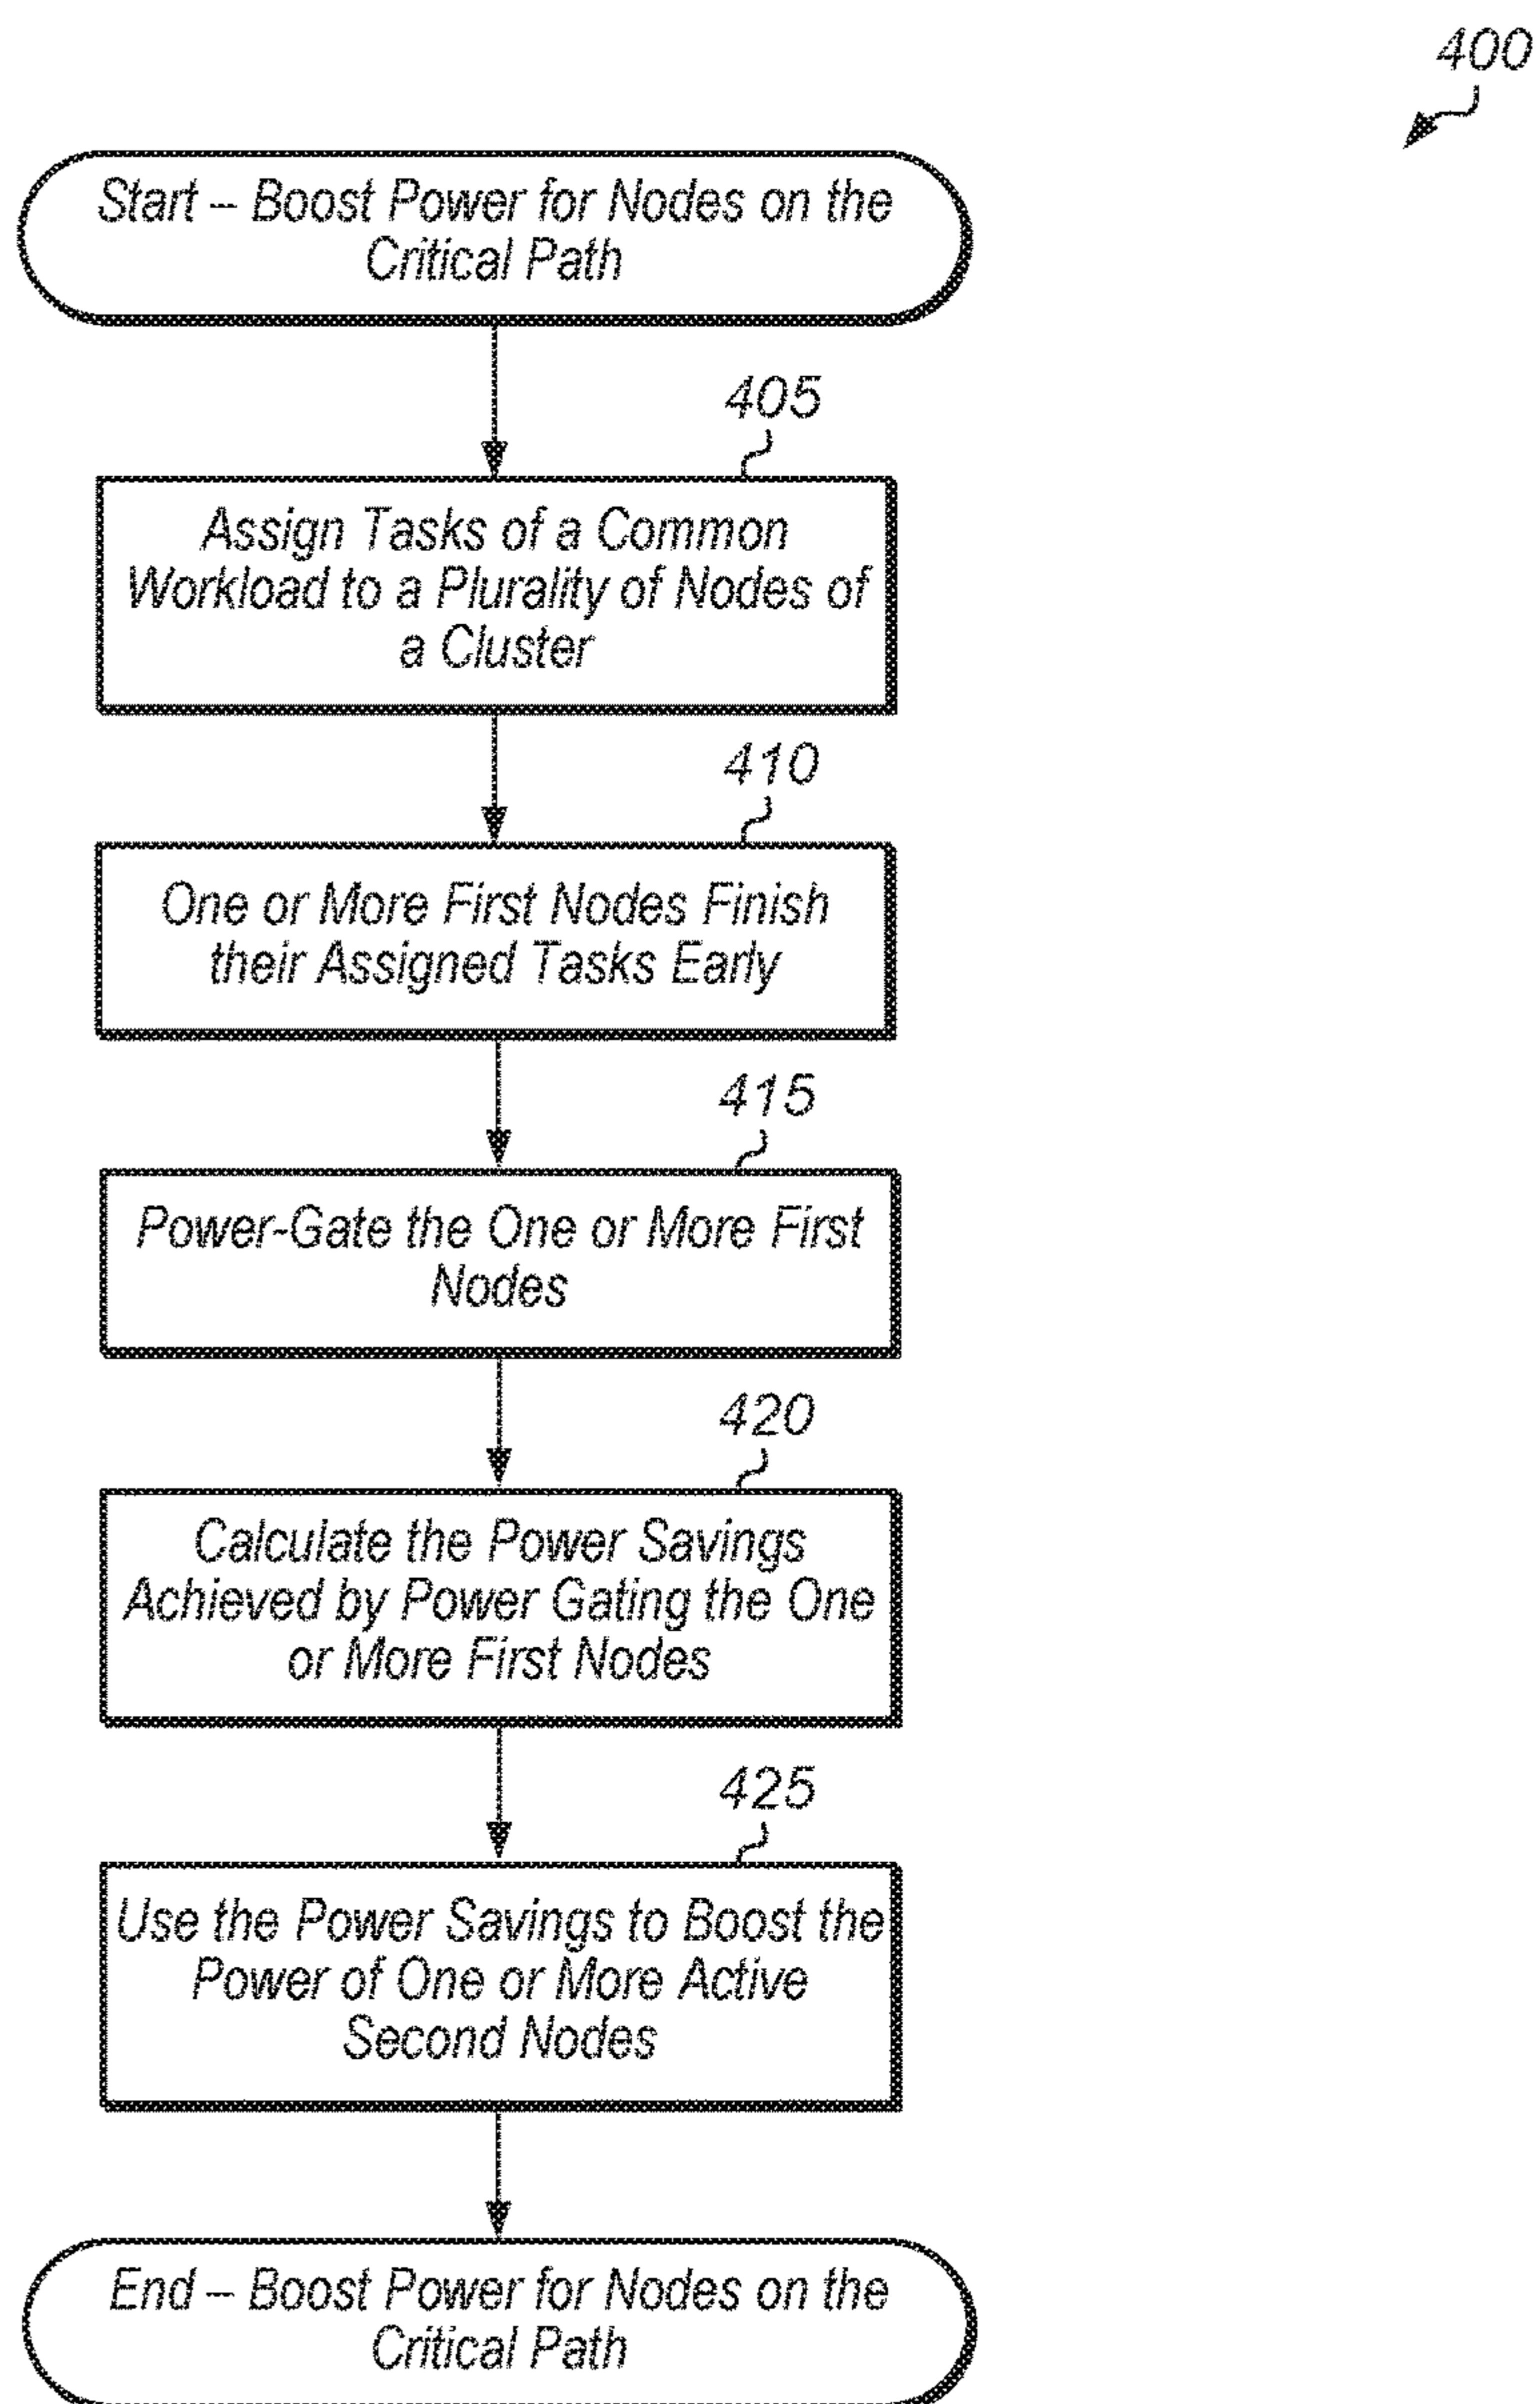 400
Start – Boost Power for Nodes on the
Critical Path
405
Assign Tasks of a Common
Workload to a Plurality of Nodes of
a Cluster
410
One or More First Nodes Finish
their Assigned Tasks Early
415
Power-Gate the One or More First
Nodes
420
Calculate the Power Savings
Achieved by Power Gating the One
or More First Nodes
425
Use the Power Savings to Boost the
Power of One or More Active
Second Nodes
End – Boost Power for Nodes on the
Critical Path